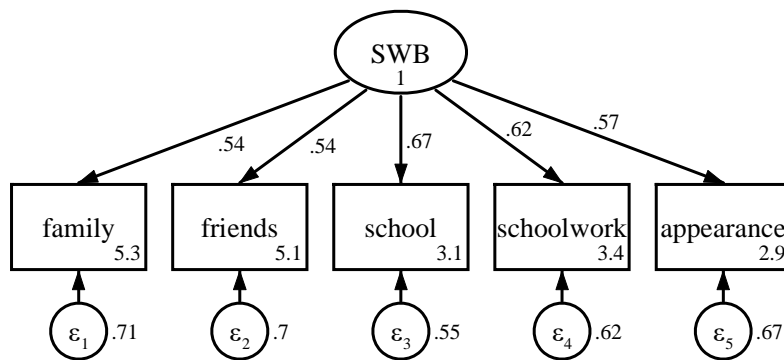 SWB
1
.54
.54
.67
.62
.57
family
5.3
friends
5.1
school
3.1
schoolwork
3.4
appearance
2.9
ε1 .71
ε2 .7
ε3 .55
ε4 .62
ε5 .67